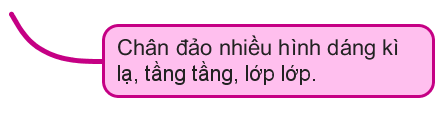 Chân đảo nhiều hình dáng kì
lạ, tầng tầng, lớp lớp.